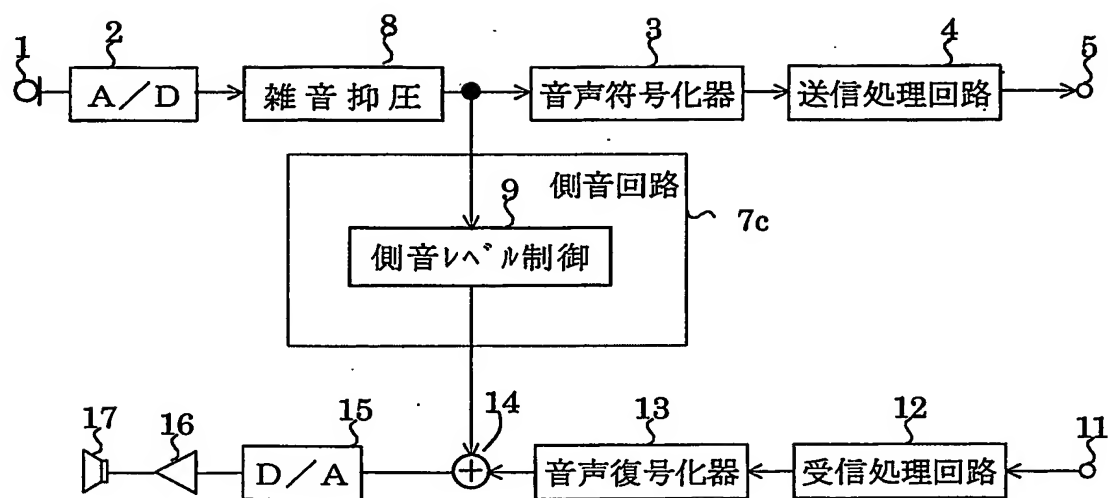 1 2 8 3 4 5
A/D 雑音抑圧 音声符号化器 送信処理回路
側音回路
9 7c
側音ﾚﾍﾞﾙ制御
17 16 15 14 13 12 11
D/A + 音声復号化器 受信処理回路